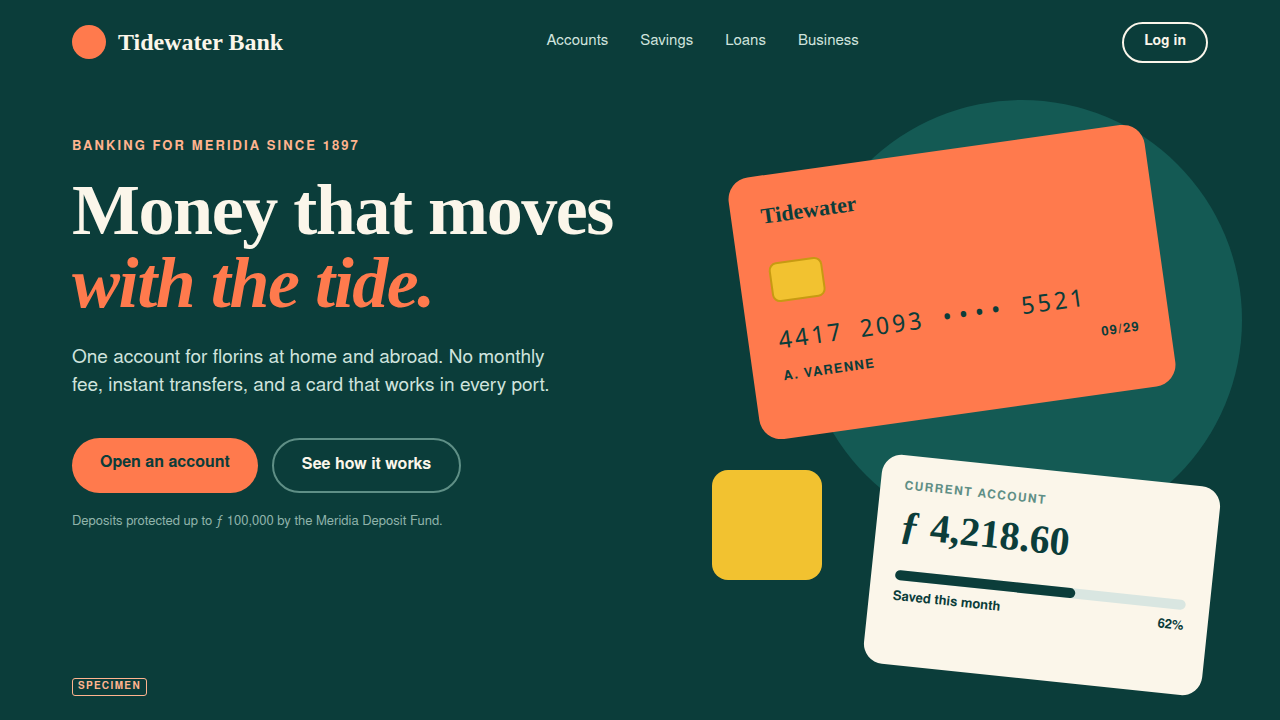 Tidewater Bank
Accounts
Savings
Loans
Business
Log in
BANKING FOR MERIDIA SINCE 1897
Money that moves
with the tide.
One account for florins at home and abroad. No monthly
fee, instant transfers, and a card that works in every port.
Open an account
See how it works
Deposits protected up to ƒ 100,000 by the Meridia Deposit Fund.
SPECIMEN
Tidewater
4417 2093 •••• 5521
A. VARENNE
09/29
CURRENT ACCOUNT
ƒ 4,218.60
Saved this month
62%